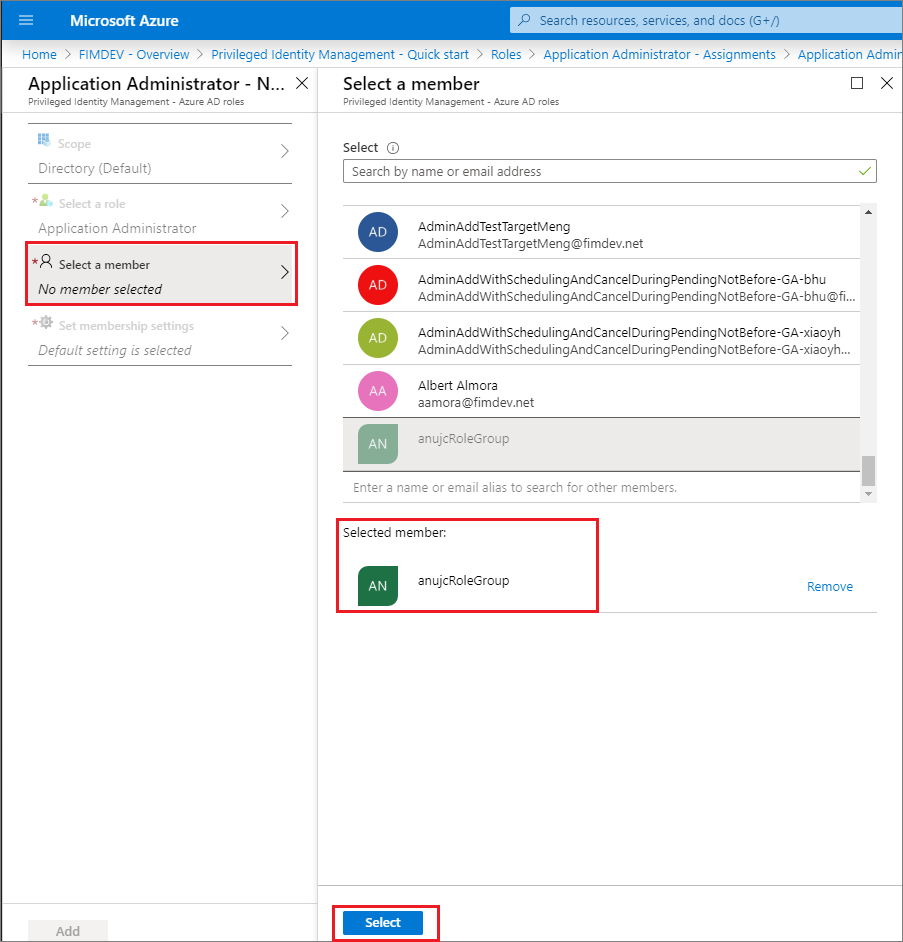 Microsoft Azure
Search resources, services, and docs (G+/)
Home > FIMDEV - Overview > Privileged Identity Management - Quick start > Roles > Application Administrator - Assignments > Application Admin
Application Administrator - N...
Privileged Identity Management - Azure AD roles
Scope
Directory (Default)
* Select a role
Application Administrator
* Select a member
No member selected
* Set membership settings
Default setting is selected
Add
Select a member
Privileged Identity Management - Azure AD roles
Select
Search by name or email address
AD
AdminAddTestTargetMeng
AdminAddTestTargetMeng@fimdev.net
AD
AdminAddWithSchedulingAndCancelDuringPendingNotBefore-GA-bhu
AdminAddWithSchedulingAndCancelDuringPendingNotBefore-GA-bhu@fi...
AD
AdminAddWithSchedulingAndCancelDuringPendingNotBefore-GA-xiaoyh
AdminAddWithSchedulingAndCancelDuringPendingNotBefore-GA-xiaoyh...
AA
Albert Almora
aamora@fimdev.net
AN
anujcRoleGroup
Enter a name or email alias to search for other members.
Selected member:
AN
anujcRoleGroup
Remove
Select